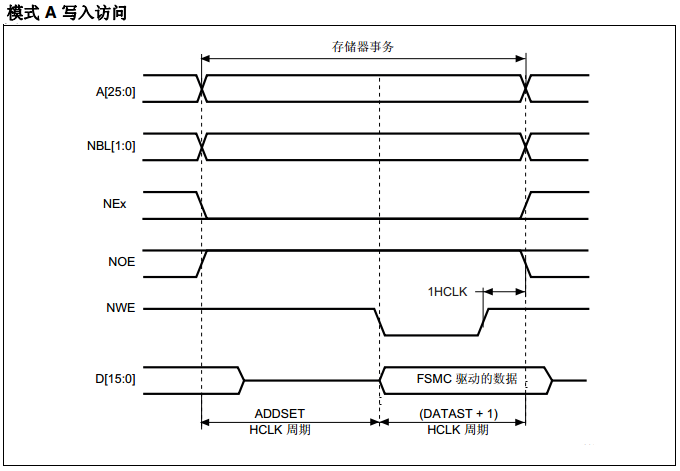 模式 A 写入访问
存储器事务
A[25:0]
NBL[1:0]
NEx
NOE
1HCLK
NWE
D[15:0]
FSMC 驱动的数据
ADDSET
HCLK 周期
(DATAST + 1)
HCLK 周期